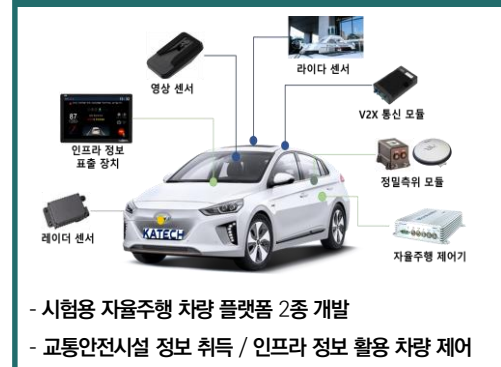 영상 센서
라이다 센서
V2X 통신 모듈
인프라 정보
표출 장치
정밀측위 모듈
레이더 센서
KATECH
자율주행 제어기
- 시험용 자율주행 차량 플랫폼 2종 개발
- 교통안전시설 정보 취득 / 인프라 정보 활용 차량 제어